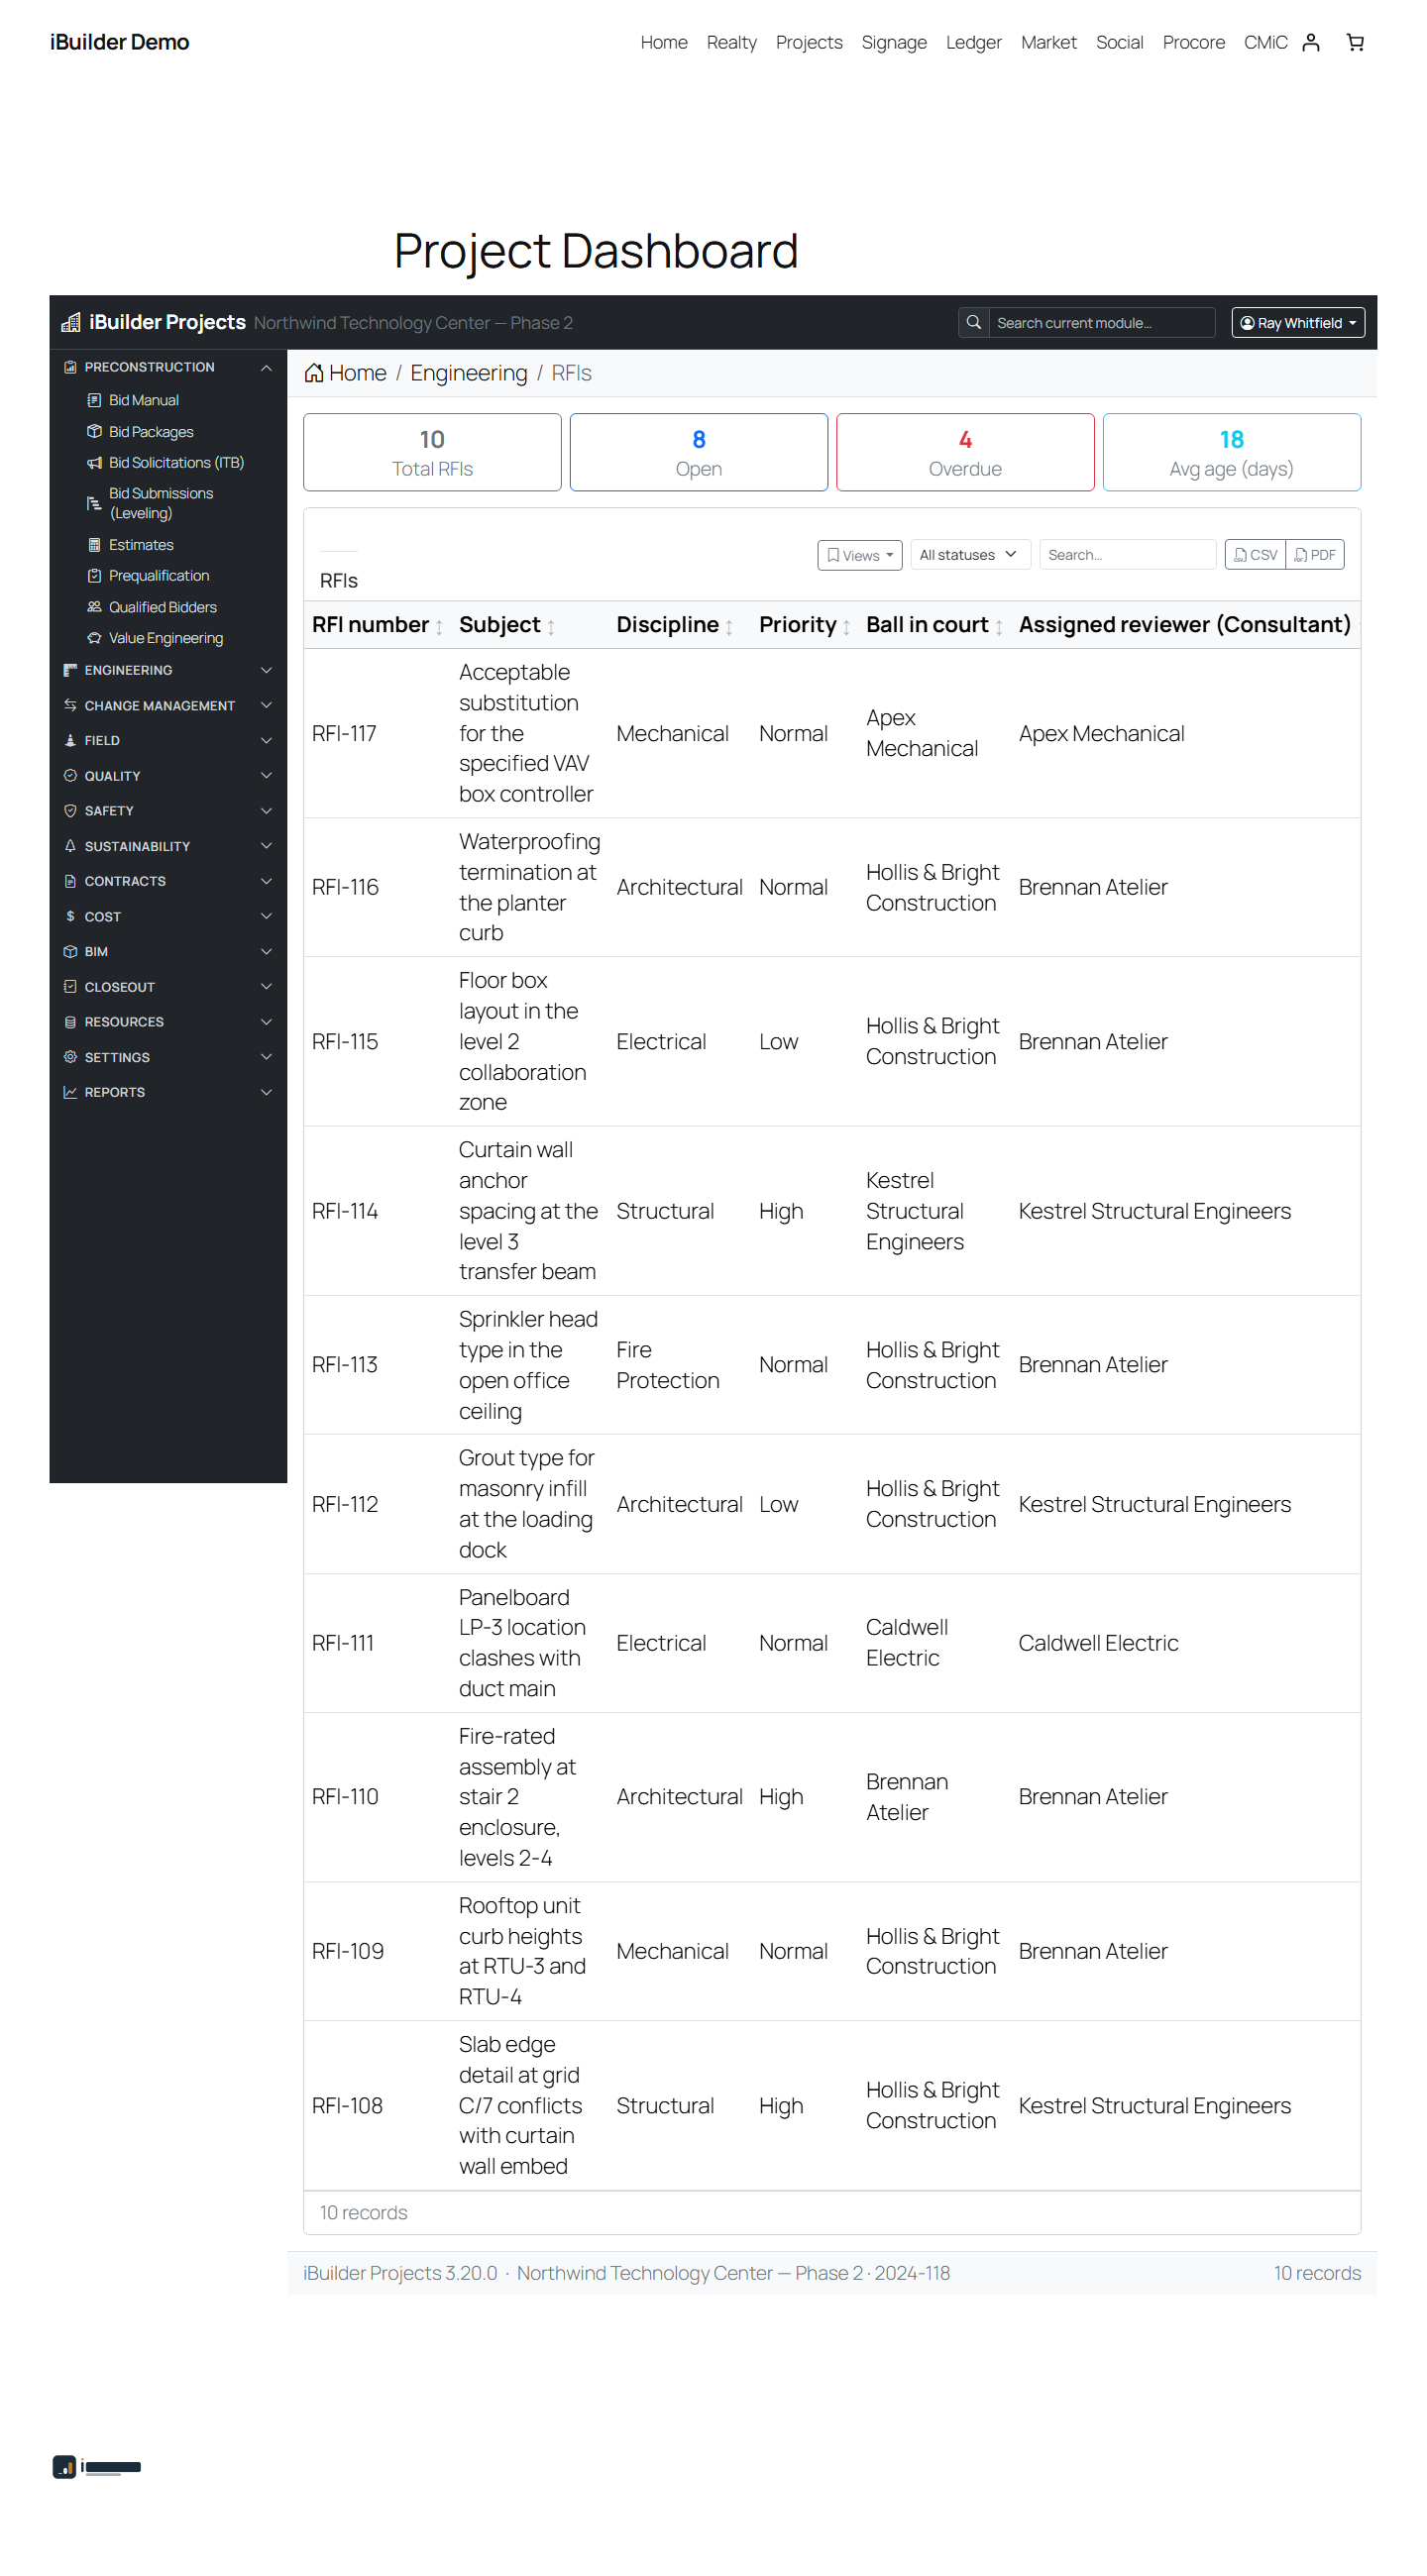 iBuilder Demo
Home Realty Projects Signage Ledger Market Social Procore CMiC
Project Dashboard
iBuilder Projects Northwind Technology Center — Phase 2
Search current module...
Ray Whitfield
PRECONSTRUCTION
Bid Manual
Bid Packages
Bid Solicitations (ITB)
Bid Submissions
(Leveling)
Estimates
Prequalification
Qualified Bidders
Value Engineering
ENGINEERING
CHANGE MANAGEMENT
FIELD
QUALITY
SAFETY
SUSTAINABILITY
CONTRACTS
COST
BIM
CLOSEOUT
RESOURCES
SETTINGS
REPORTS
Home / Engineering / RFIs
10
Total RFIs
8
Open
4
Overdue
18
Avg age (days)
RFIs
Views
All statuses
Search...
CSV
PDF
RFI number Subject Discipline Priority Ball in court Assigned reviewer (Consultant)
RFI-117
Acceptable
substitution
for the
specified VAV
box controller
Mechanical
Normal
Apex
Mechanical
Apex Mechanical
RFI-116
Waterproofing
termination at
the planter
curb
Architectural
Normal
Hollis & Bright
Construction
Brennan Atelier
RFI-115
Floor box
layout in the
level 2
collaboration
zone
Electrical
Low
Hollis & Bright
Construction
Brennan Atelier
RFI-114
Curtain wall
anchor
spacing at the
level 3
transfer beam
Structural
High
Kestrel
Structural
Engineers
Kestrel Structural Engineers
RFI-113
Sprinkler head
type in the
open office
ceiling
Fire
Protection
Normal
Hollis & Bright
Construction
Brennan Atelier
RFI-112
Grout type for
masonry infill
at the loading
dock
Architectural
Low
Hollis & Bright
Construction
Kestrel Structural Engineers
RFI-111
Panelboard
LP-3 location
clashes with
duct main
Electrical
Normal
Caldwell
Electric
Caldwell Electric
RFI-110
Fire-rated
assembly at
stair 2
enclosure,
levels 2-4
Architectural
High
Brennan
Atelier
Brennan Atelier
RFI-109
Rooftop unit
curb heights
at RTU-3 and
RTU-4
Mechanical
Normal
Hollis & Bright
Construction
Brennan Atelier
RFI-108
Slab edge
detail at grid
C/7 conflicts
with curtain
wall embed
Structural
High
Hollis & Bright
Construction
Kestrel Structural Engineers
10 records
iBuilder Projects 3.20.0 · Northwind Technology Center — Phase 2 · 2024-118
10 records